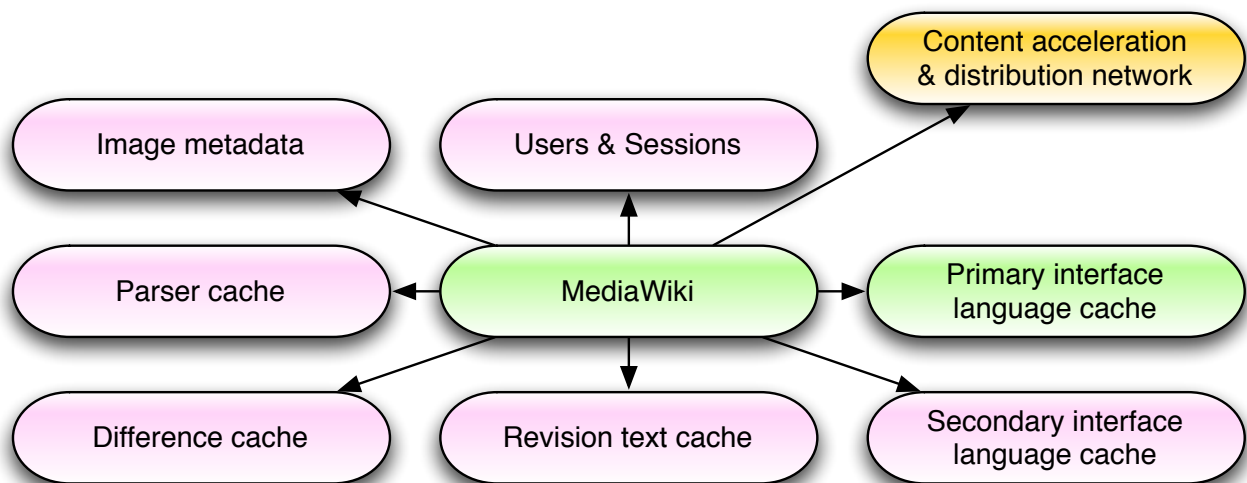 Content acceleration
& distribution network
Image metadata
Users & Sessions
Parser cache
MediaWiki
Primary interface
language cache
Difference cache
Revision text cache
Secondary interface
language cache